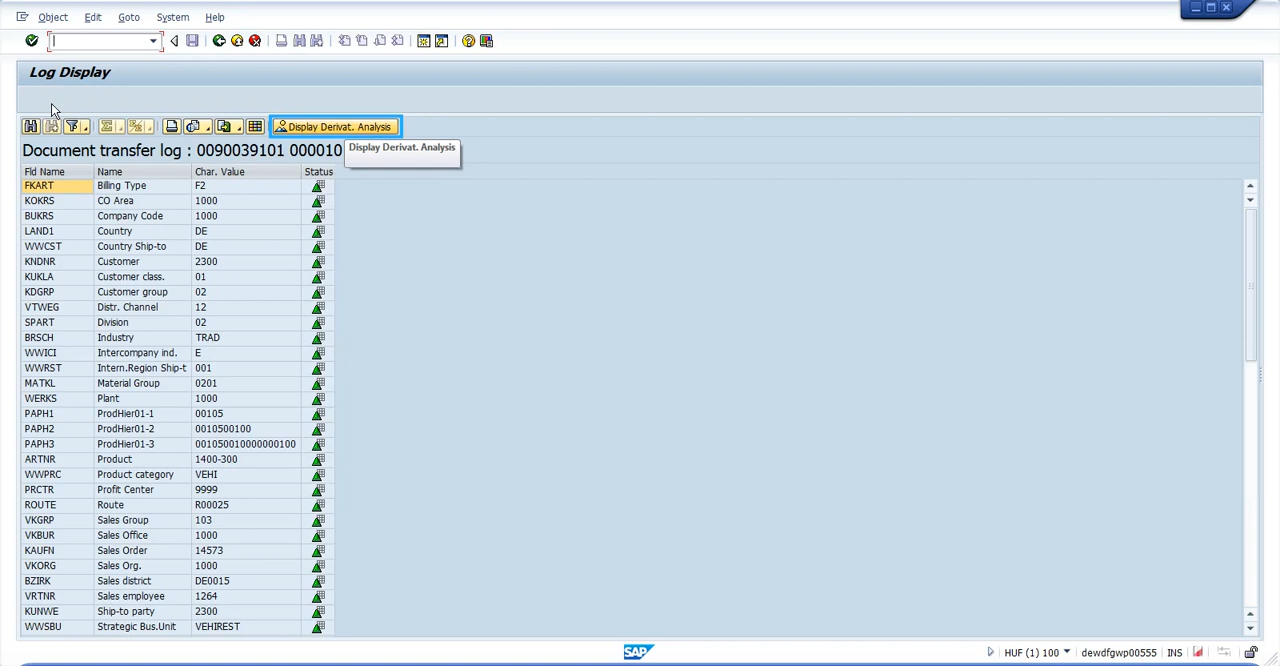 Object Edit Goto System Help
Log Display
Display Derivat. Analysis
Document transfer log : 0090039101 000010
Display Derivat. Analysis
Fld Name Name Char. Value Status
FKART Billing Type F2
KOKRS CO Area 1000
BUKRS Company Code 1000
LAND1 Country DE
WWCST Country Ship-to DE
KNDNR Customer 2300
KUKLA Customer class. 01
KDGRP Customer group 02
VTWEG Distr. Channel 12
SPART Division 02
BRSCH Industry TRAD
WWICI Intercompany ind. E
WWRST Intern.Region Ship-t 001
MATKL Material Group 0201
WERKS Plant 1000
PAPH1 ProdHier01-1 00105
PAPH2 ProdHier01-2 0010500100
PAPH3 ProdHier01-3 001050010000000100
ARTNR Product 1400-300
WWPRC Product category VEHI
PRCTR Profit Center 9999
ROUTE Route R00025
VKGRP Sales Group 103
VKBUR Sales Office 1000
KAUFN Sales Order 14573
VKORG Sales Org. 1000
BZIRK Sales district DE0015
VRTNR Sales employee 1264
KUNWE Ship-to party 2300
WWSBU Strategic Bus.Unit VEHIREST
SAP HUF (1) 100 dewdfgwp00555 INS